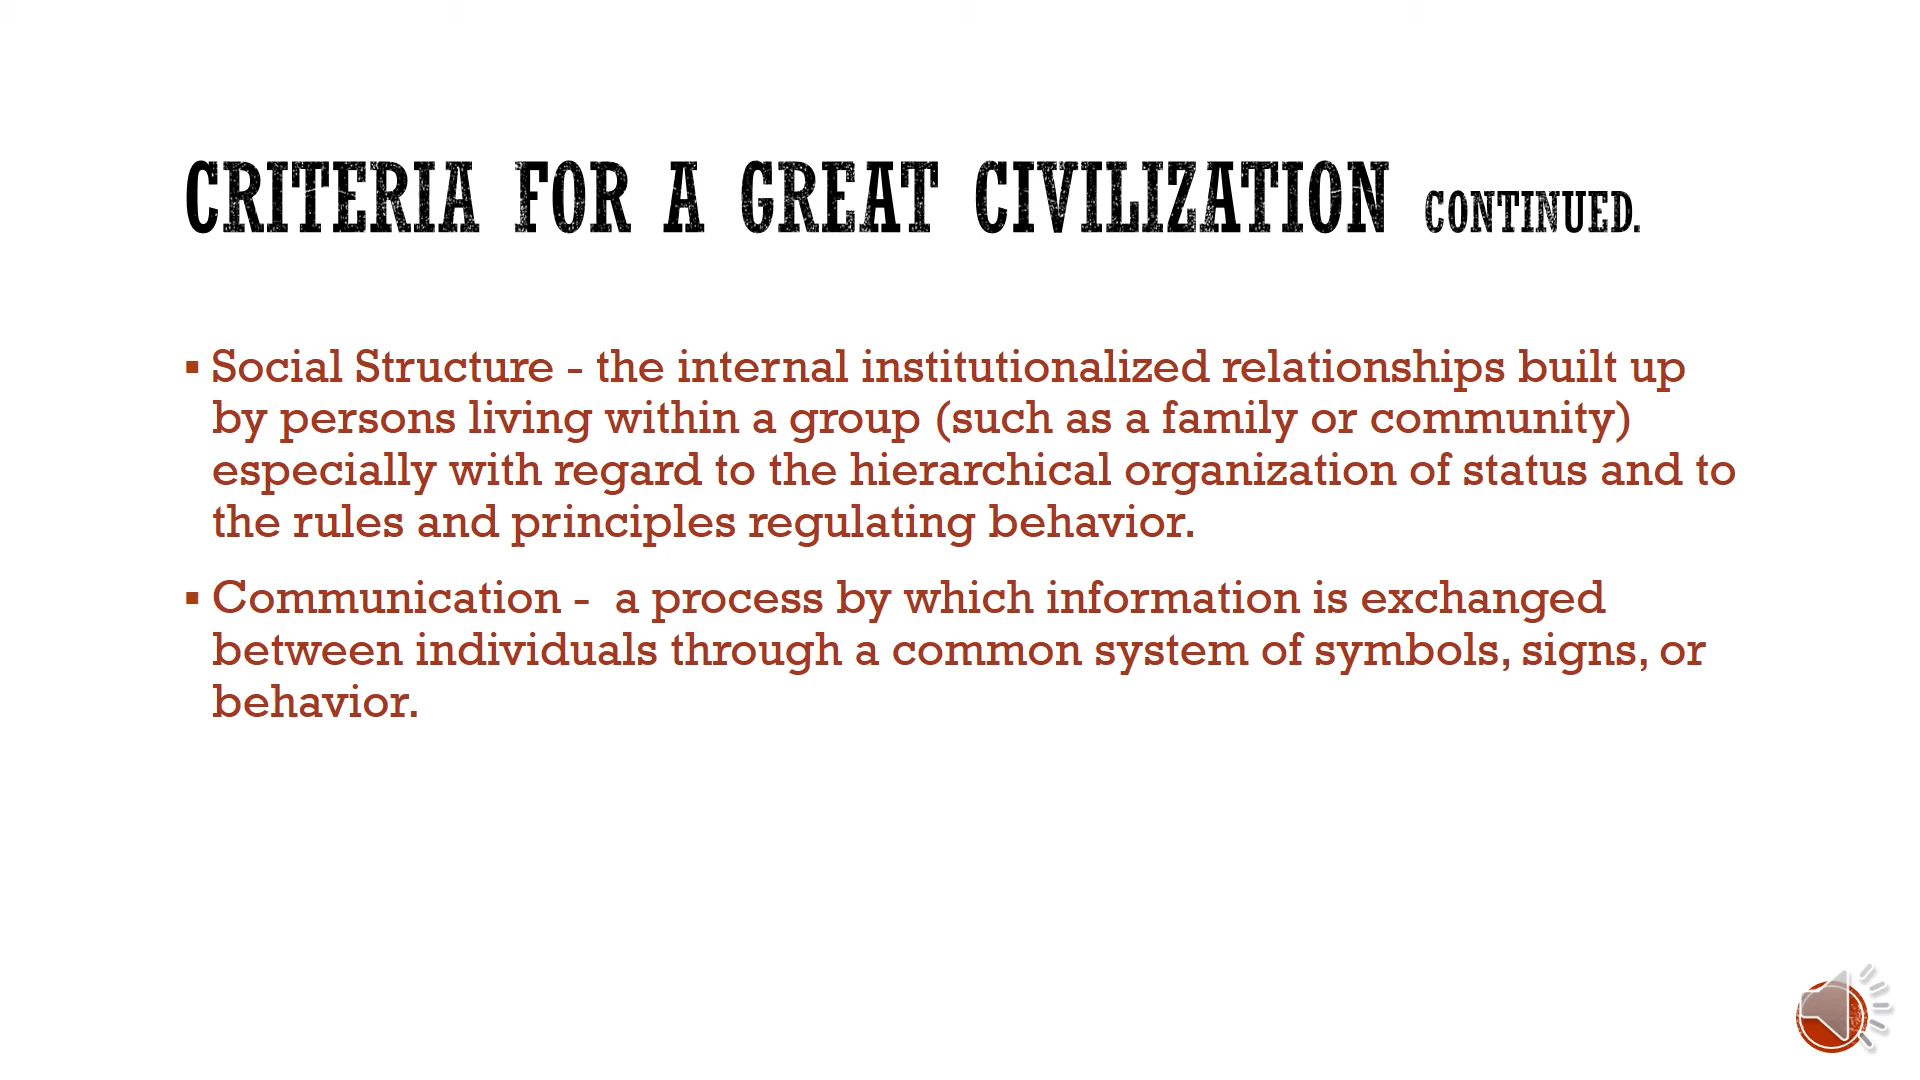 CRITERIA FOR A GREAT CIVILIZATION CONTINUED.
▪ Social Structure - the internal institutionalized relationships built up
by persons living within a group (such as a family or community)
especially with regard to the hierarchical organization of status and to
the rules and principles regulating behavior.
▪ Communication -  a process by which information is exchanged
between individuals through a common system of symbols, signs, or
behavior.